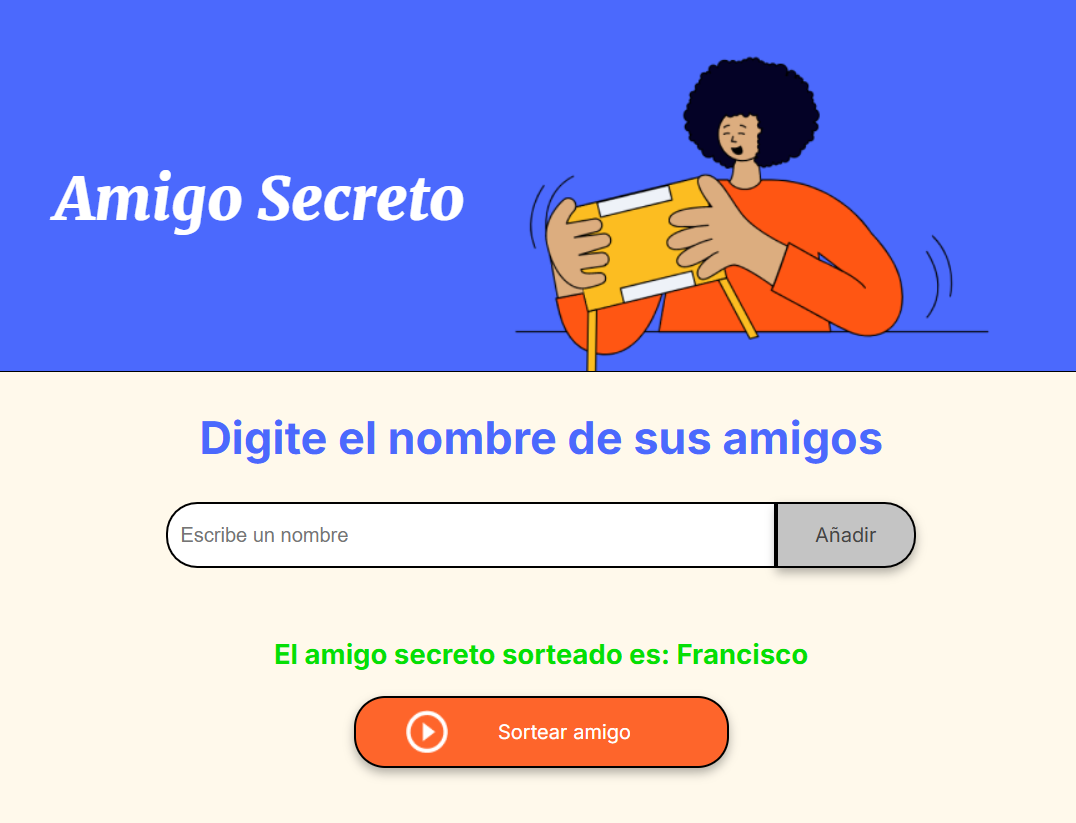 Amigo Secreto
Digite el nombre de sus amigos
Escribe un nombre
Añadir
El amigo secreto sorteado es: Francisco
Sortear amigo